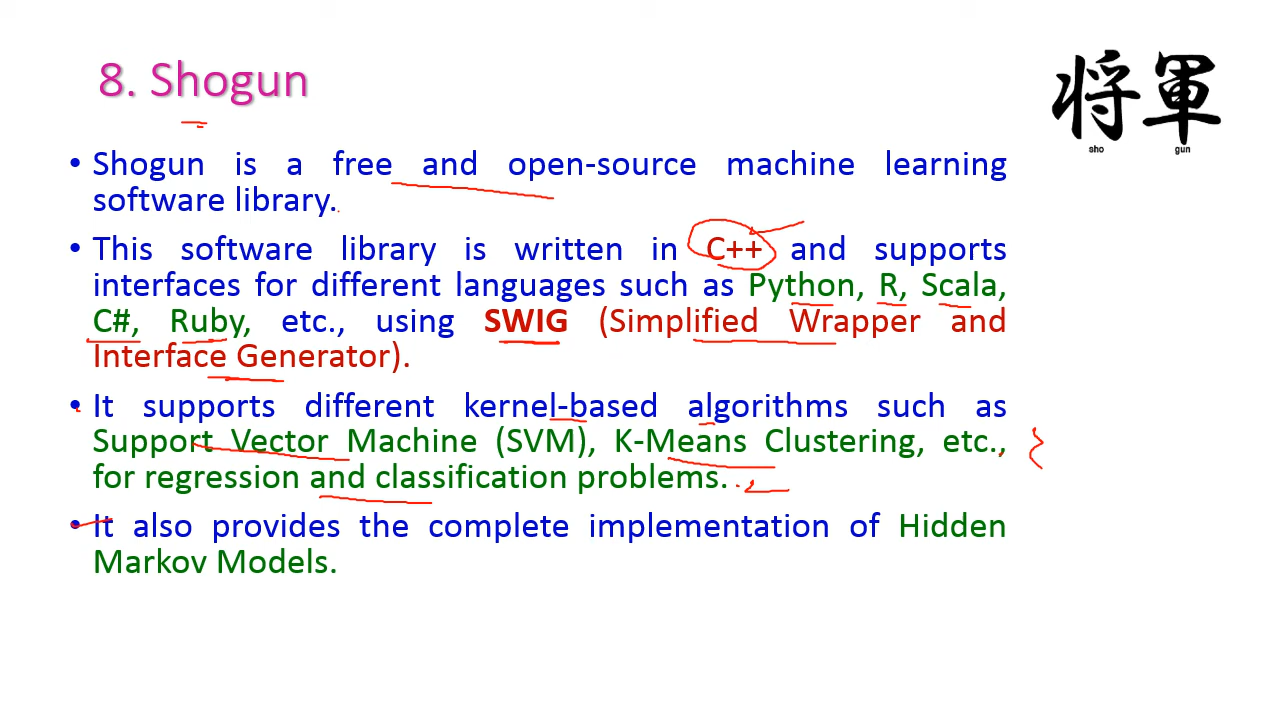 8. Shogun
将軍
sho gun
• Shogun is a free and open-source machine learning
software library.
• This software library is written in C++ and supports
interfaces for different languages such as Python, R, Scala,
C#, Ruby, etc., using SWIG (Simplified Wrapper and
Interface Generator).
• It supports different kernel-based algorithms such as
Support Vector Machine (SVM), K-Means Clustering, etc.,
for regression and classification problems.
• It also provides the complete implementation of Hidden
Markov Models.